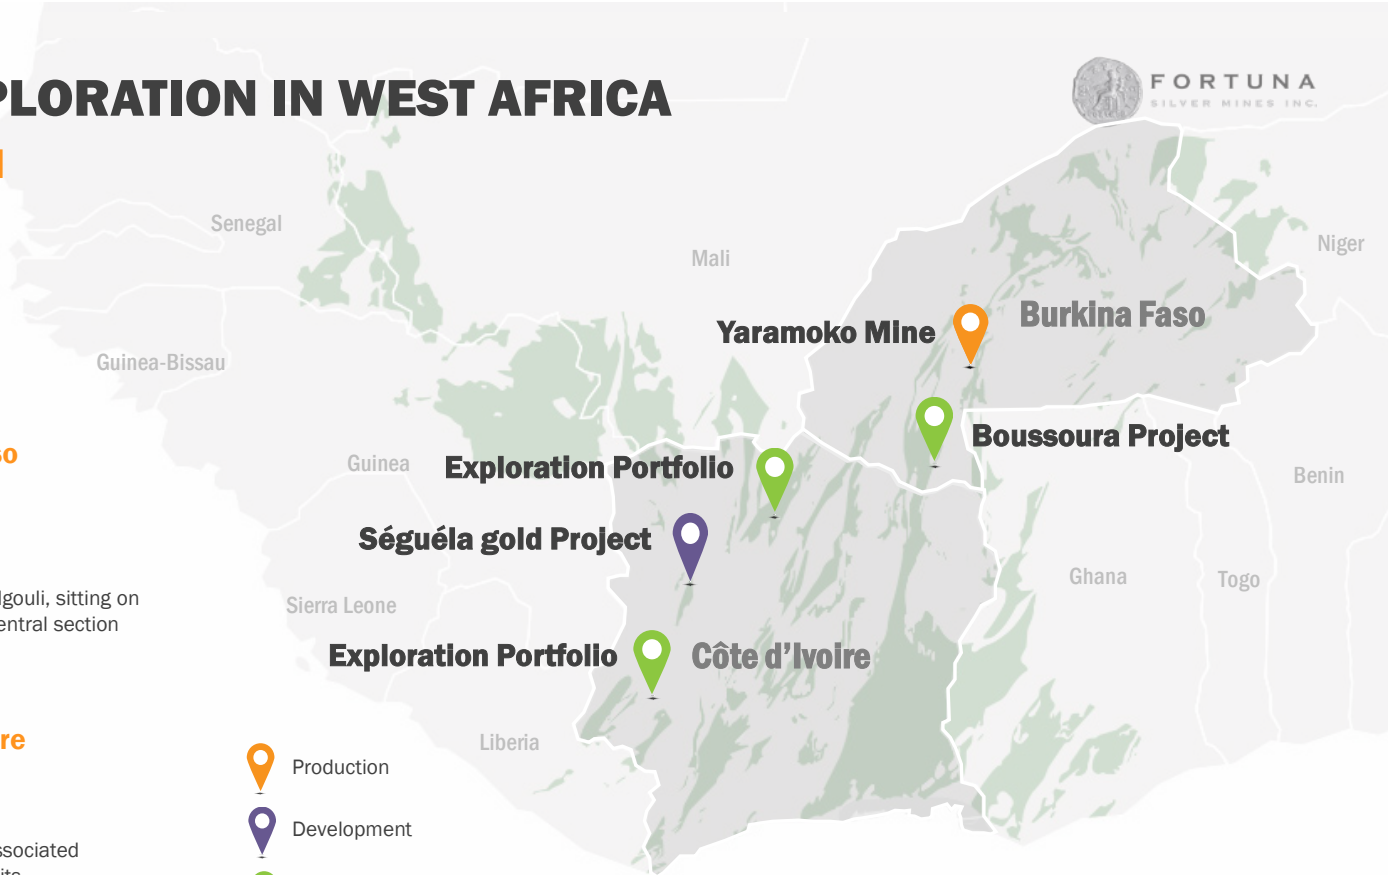 PLORATION IN WEST AFRICA
FORTUNA
SILVER MINES INC.
Senegal
Mali
Niger
Burkina Faso
Yaramoko Mine
Guinea-Bissau
Boussoura Project
so
Guinea
Exploration Portfolio
Benin
Séguéla gold Project
Ghana
Togo
lgouli, sitting on
entral section
Sierra Leone
Exploration Portfolio
Côte d’Ivoire
re
Liberia
Production
Development
ssociated